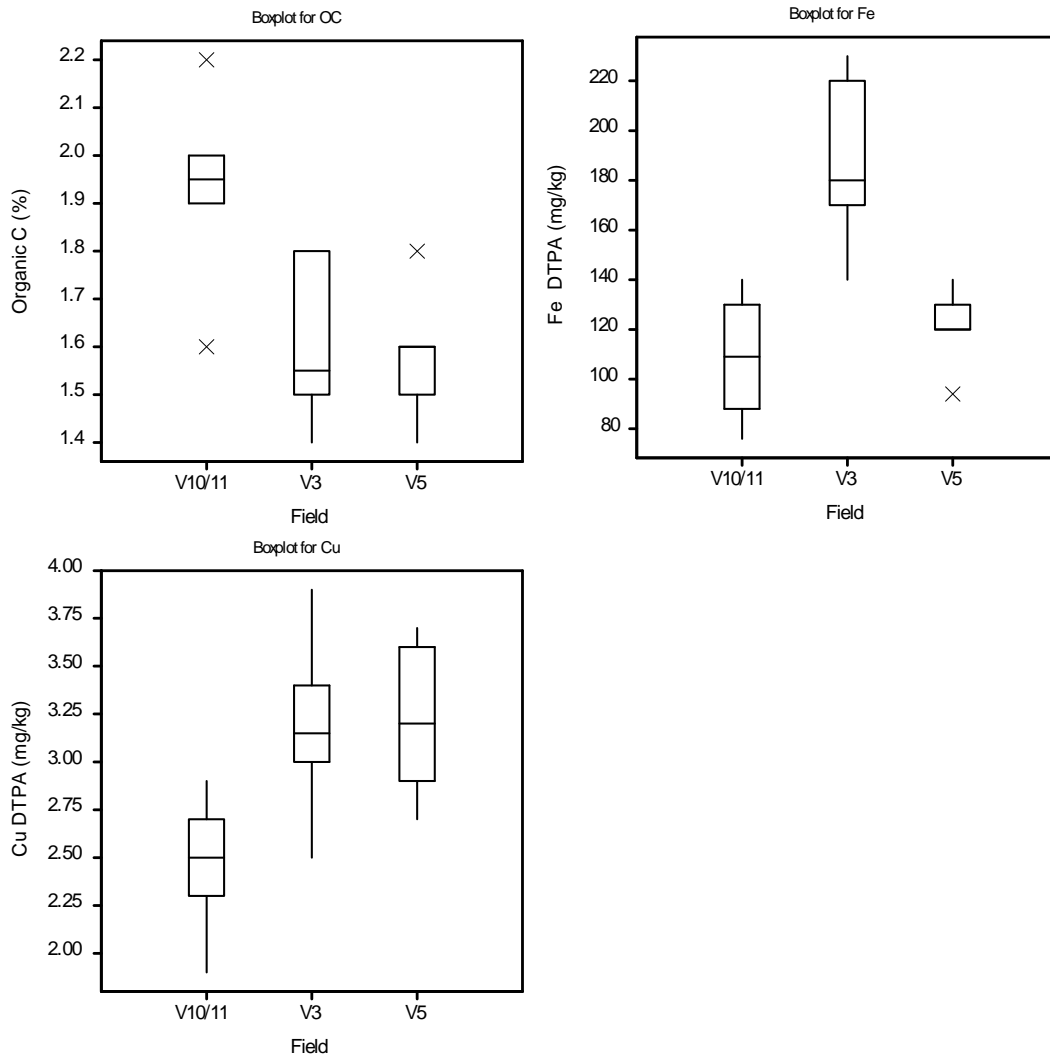 Boxplot for OC
Organic C (%)
2.2
2.1
2.0
1.9
1.8
1.7
1.6
1.5
1.4
V10/11 V3 V5
Field
Boxplot for Fe
Fe DTPA (mg/kg)
220
200
180
160
140
120
100
80
V10/11 V3 V5
Field
Boxplot for Cu
Cu DTPA (mg/kg)
4.00
3.75
3.50
3.25
3.00
2.75
2.50
2.25
2.00
V10/11 V3 V5
Field